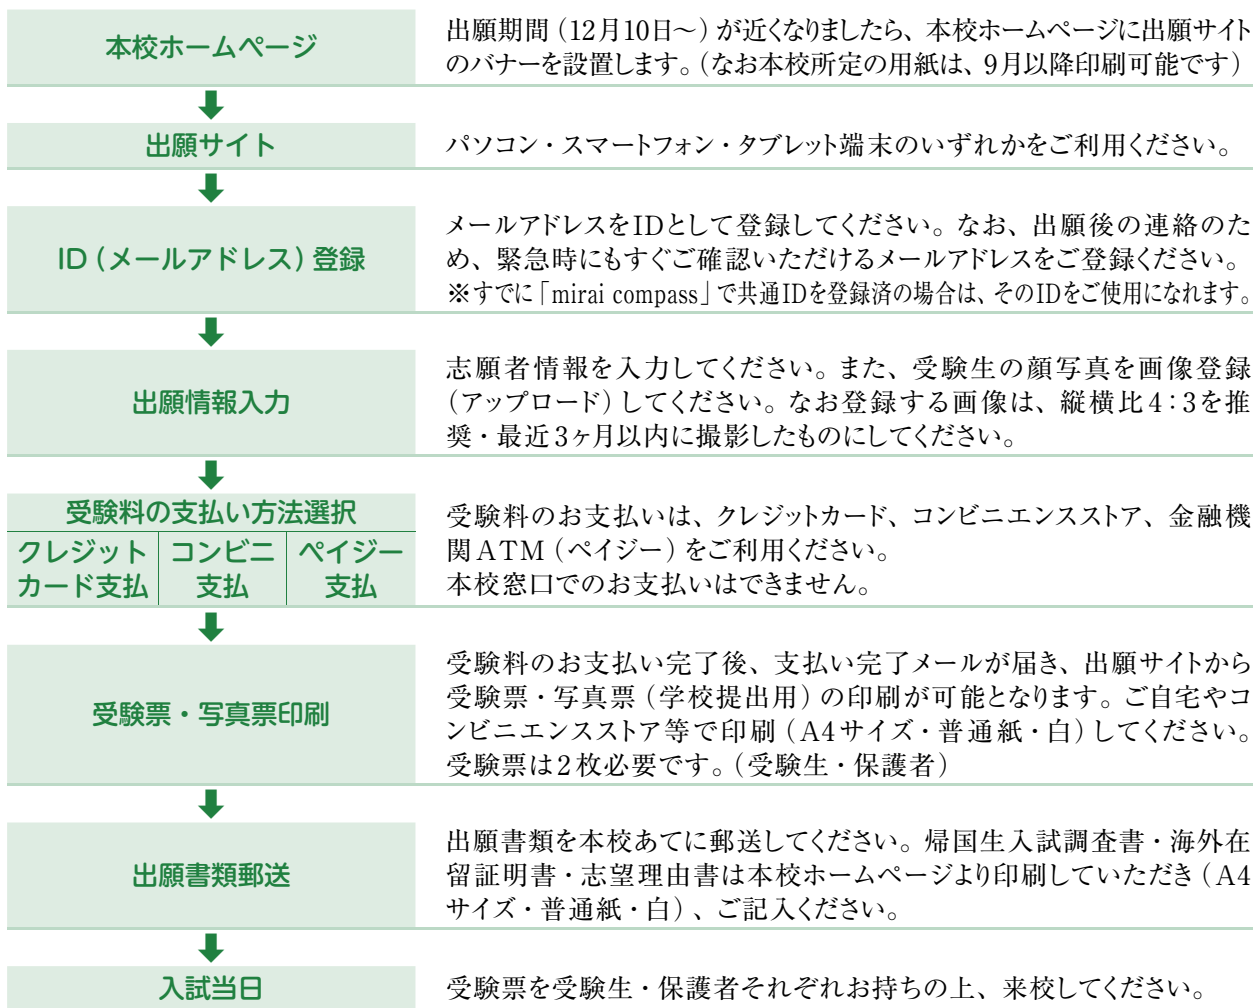 本校ホームページ
出願期間（12月10日〜）が近くなりましたら、本校ホームページに出願サイト
のバナーを設置します。（なお本校所定の用紙は、9月以降印刷可能です）
出願サイト
パソコン・スマートフォン・タブレット端末のいずれかをご利用ください。
ID（メールアドレス）登録
メールアドレスをIDとして登録してください。なお、出願後の連絡のた
め、緊急時にもすぐご確認いただけるメールアドレスをご登録ください。
※すでに「mirai compass」で共通IDを登録済の場合は、そのIDをご使用になれます。
出願情報入力
志願者情報を入力してください。また、受験生の顔写真を画像登録
（アップロード）してください。なお登録する画像は、縦横比4：3を推
奨・最近3ヶ月以内に撮影したものにしてください。
受験料の支払い方法選択
クレジット
カード支払
コンビニ
支払
ペイジー
支払
受験料のお支払いは、クレジットカード、コンビニエンスストア、金融機
関ATM（ペイジー）をご利用ください。
本校窓口でのお支払いはできません。
受験票・写真票印刷
受験料のお支払い完了後、支払い完了メールが届き、出願サイトから
受験票・写真票（学校提出用）の印刷が可能となります。ご自宅やコ
ンビニエンスストア等で印刷（A4サイズ・普通紙・白）してください。
受験票は2枚必要です。（受験生・保護者）
出願書類郵送
出願書類を本校あてに郵送してください。帰国生入試調査書・海外在
留証明書・志望理由書は本校ホームページより印刷していただき（A4
サイズ・普通紙・白）、ご記入ください。
入試当日
受験票を受験生・保護者それぞれお持ちの上、来校してください。